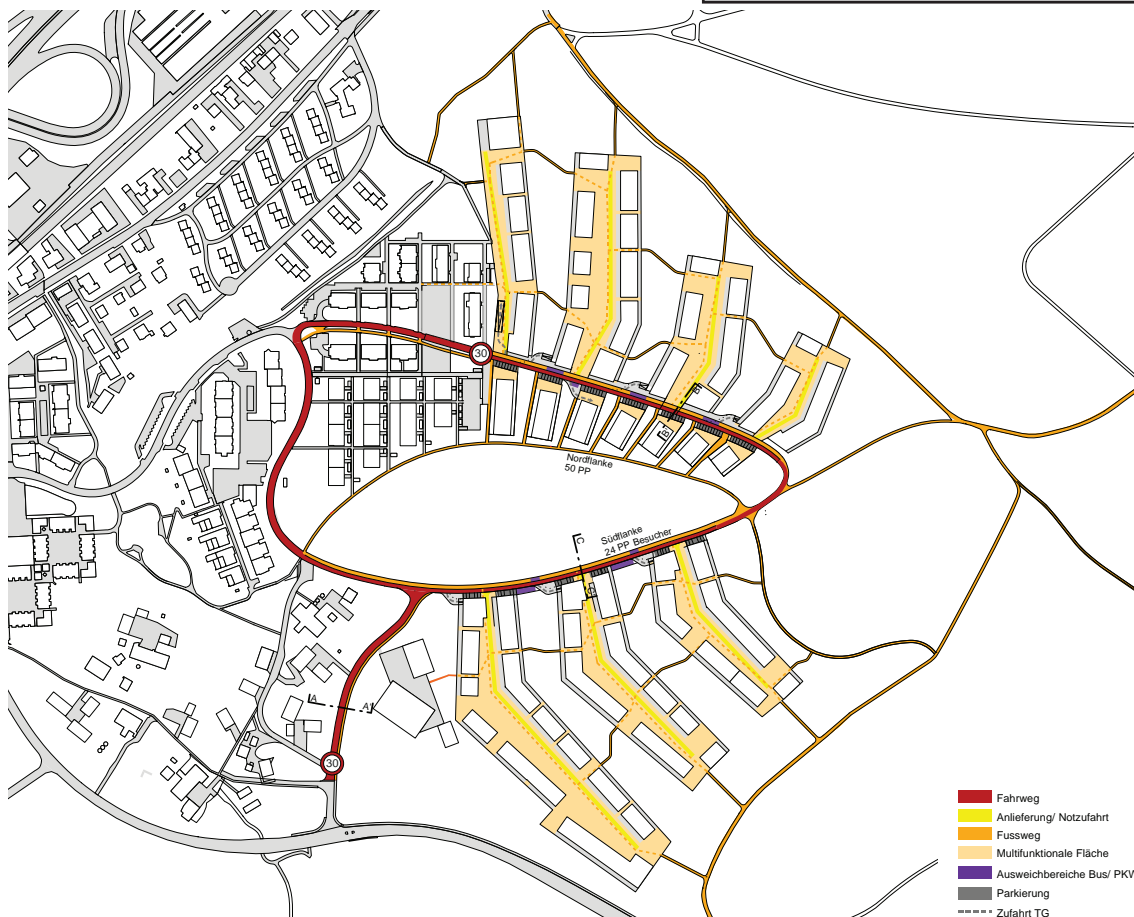 30
B'
B
Nordflanke
50 PP
Südflanke
24 PP Besucher
C
C'
A
A'
30
Fahrweg
Anlieferung/ Notzufahrt
Fussweg
Multifunktionale Fläche
Ausweichbereiche Bus/ PKW
Parkierung
Zufahrt TG